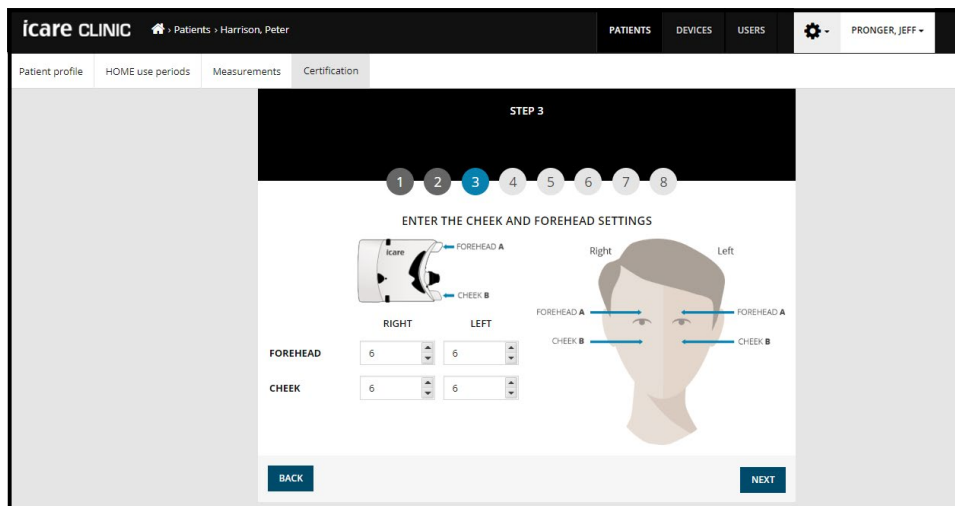 icare CLINIC › Patients › Harrison, Peter PATIENTS DEVICES USERS PRONGER, JEFF
Patient profile HOME use periods Measurements Certification
STEP 3
1 2 3 4 5 6 7 8
ENTER THE CHEEK AND FOREHEAD SETTINGS
icare FOREHEAD A
CHEEK B
Right Left
FOREHEAD A FOREHEAD A
CHEEK B CHEEK B
RIGHT LEFT
FOREHEAD 6 6
CHEEK 6 6
BACK NEXT